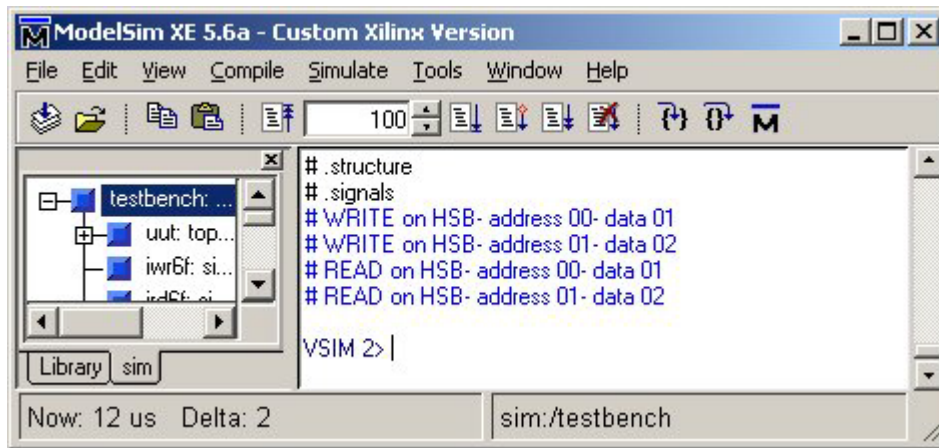 ModelSim XE 5.6a - Custom Xilinx Version
File Edit View Compile Simulate Tools Window Help
100
testbench: ...
uut: top...
iwr6f: si...
# .structure
# .signals
# WRITE on HSB- address 00- data 01
# WRITE on HSB- address 01- data 02
# READ on HSB- address 00- data 01
# READ on HSB- address 01- data 02
VSIM 2>
Library sim
Now: 12 us Delta: 2 sim:/testbench